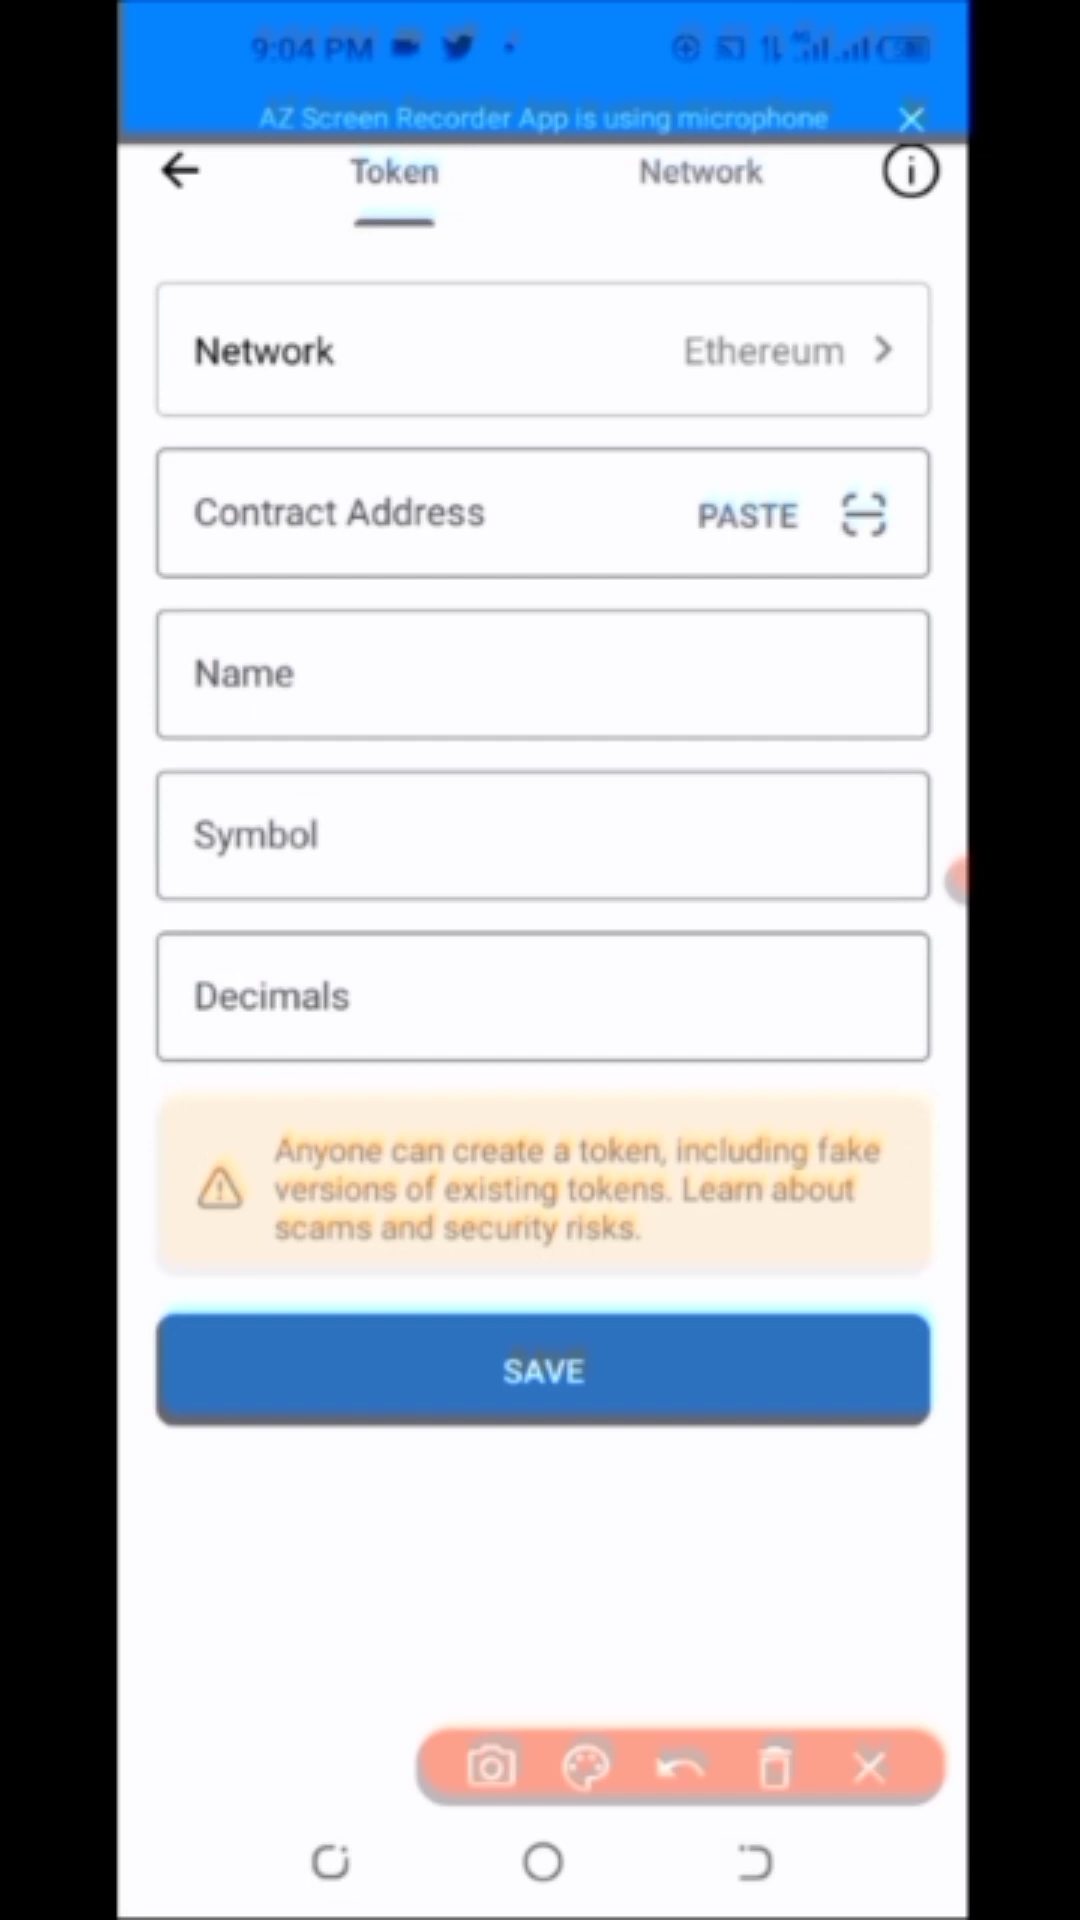 9:04 PM
AZ Screen Recorder App is using microphone
Token
Network
Network
Ethereum
Contract Address
PASTE
Name
Symbol
Decimals
Anyone can create a token, including fake
versions of existing tokens. Learn about
scams and security risks.
SAVE